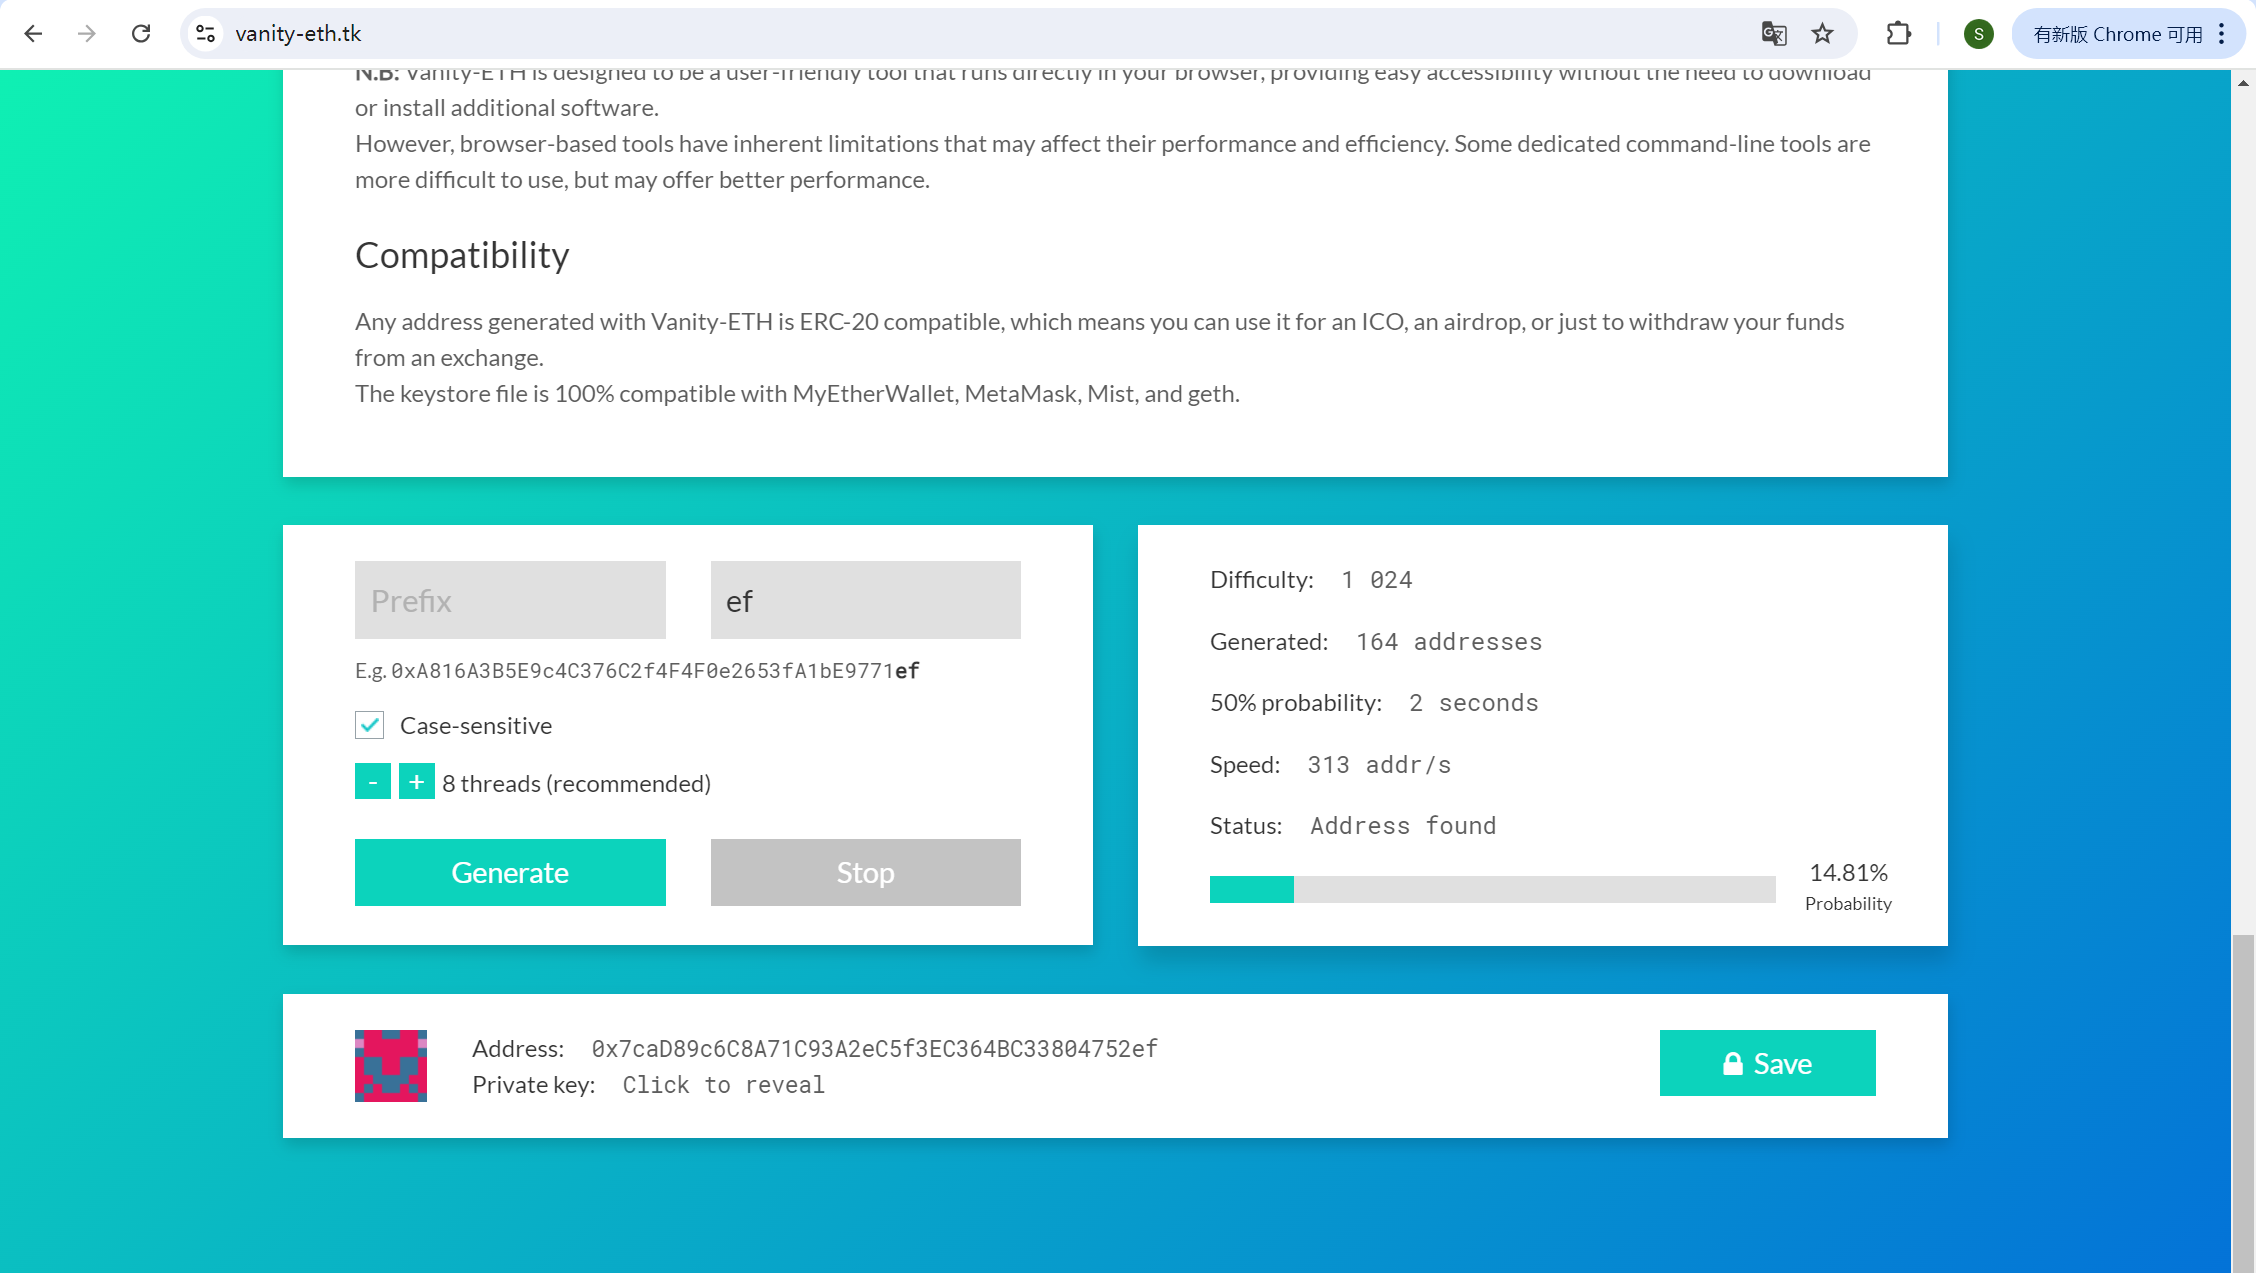 vanity-eth.tk
S
有新版 Chrome 可用
N.B: Vanity-ETH is designed to be a user-friendly tool that runs directly in your browser, providing easy accessibility without the need to download
or install additional software.
However, browser-based tools have inherent limitations that may affect their performance and efficiency. Some dedicated command-line tools are
more difficult to use, but may offer better performance.
Compatibility
Any address generated with Vanity-ETH is ERC-20 compatible, which means you can use it for an ICO, an airdrop, or just to withdraw your funds
from an exchange.
The keystore file is 100% compatible with MyEtherWallet, MetaMask, Mist, and geth.
Prefix
ef
E.g. 0xA816A3B5E9c4C376C2f4F4F0e2653fA1bE9771ef
Case-sensitive
- + 8 threads (recommended)
Generate
Stop
Difficulty: 1 024
Generated: 164 addresses
50% probability: 2 seconds
Speed: 313 addr/s
Status: Address found
14.81%
Probability
Address: 0x7caD89c6C8A71C93A2eC5f3EC364BC33804752ef
Private key: Click to reveal
Save